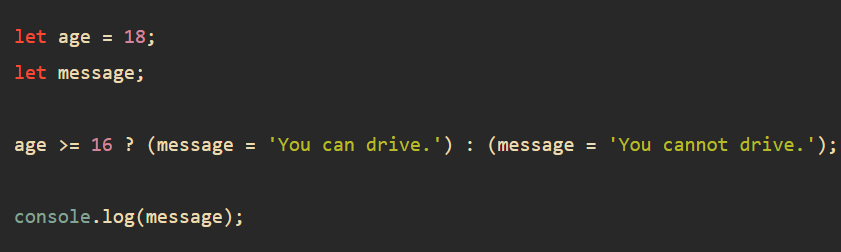 let age = 18;
let message;
age >= 16 ? (message = 'You can drive.') : (message = 'You cannot drive.');
console.log(message);